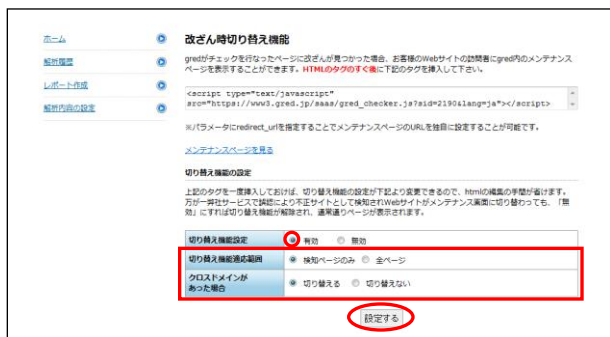 ホーム
解析履歴
レポート作成
解析内容の設定
改ざん時切り替え機能
gredがチェックを行なったページに改ざんが見つかった場合、お客様のWebサイトの訪問者にgred内のメンテナンス
ページを表示することができます。HTMLのタグのすぐ後に下記のタグを挿入して下さい。
<script type="text/javascript"
src="https://www3.gred.jp/saas/gred_checker.js?sid=2190&lang=ja"></script>
※パラメータにredirect_urlを指定することでメンテナンスページのURLを独自に設定することが可能です。
メンテナンスページを見る
切り替え機能の設定
上記のタグを一度挿入しておけば、切り替え機能の設定が下記より変更できるので、htmlの編集の手間が省けます。
万が一弊社サービスで誤認により不正サイトとして検知されWebサイトがメンテナンス画面に切り替わっても、「無
効」にすれば切り替え機能が解除され、通常通りページが表示されます。
切り替え機能設定 有効 無効
切り替え機能適応範囲 検知ページのみ 全ページ
クロスドメインが
あった場合 切り替える 切り替えない
設定する